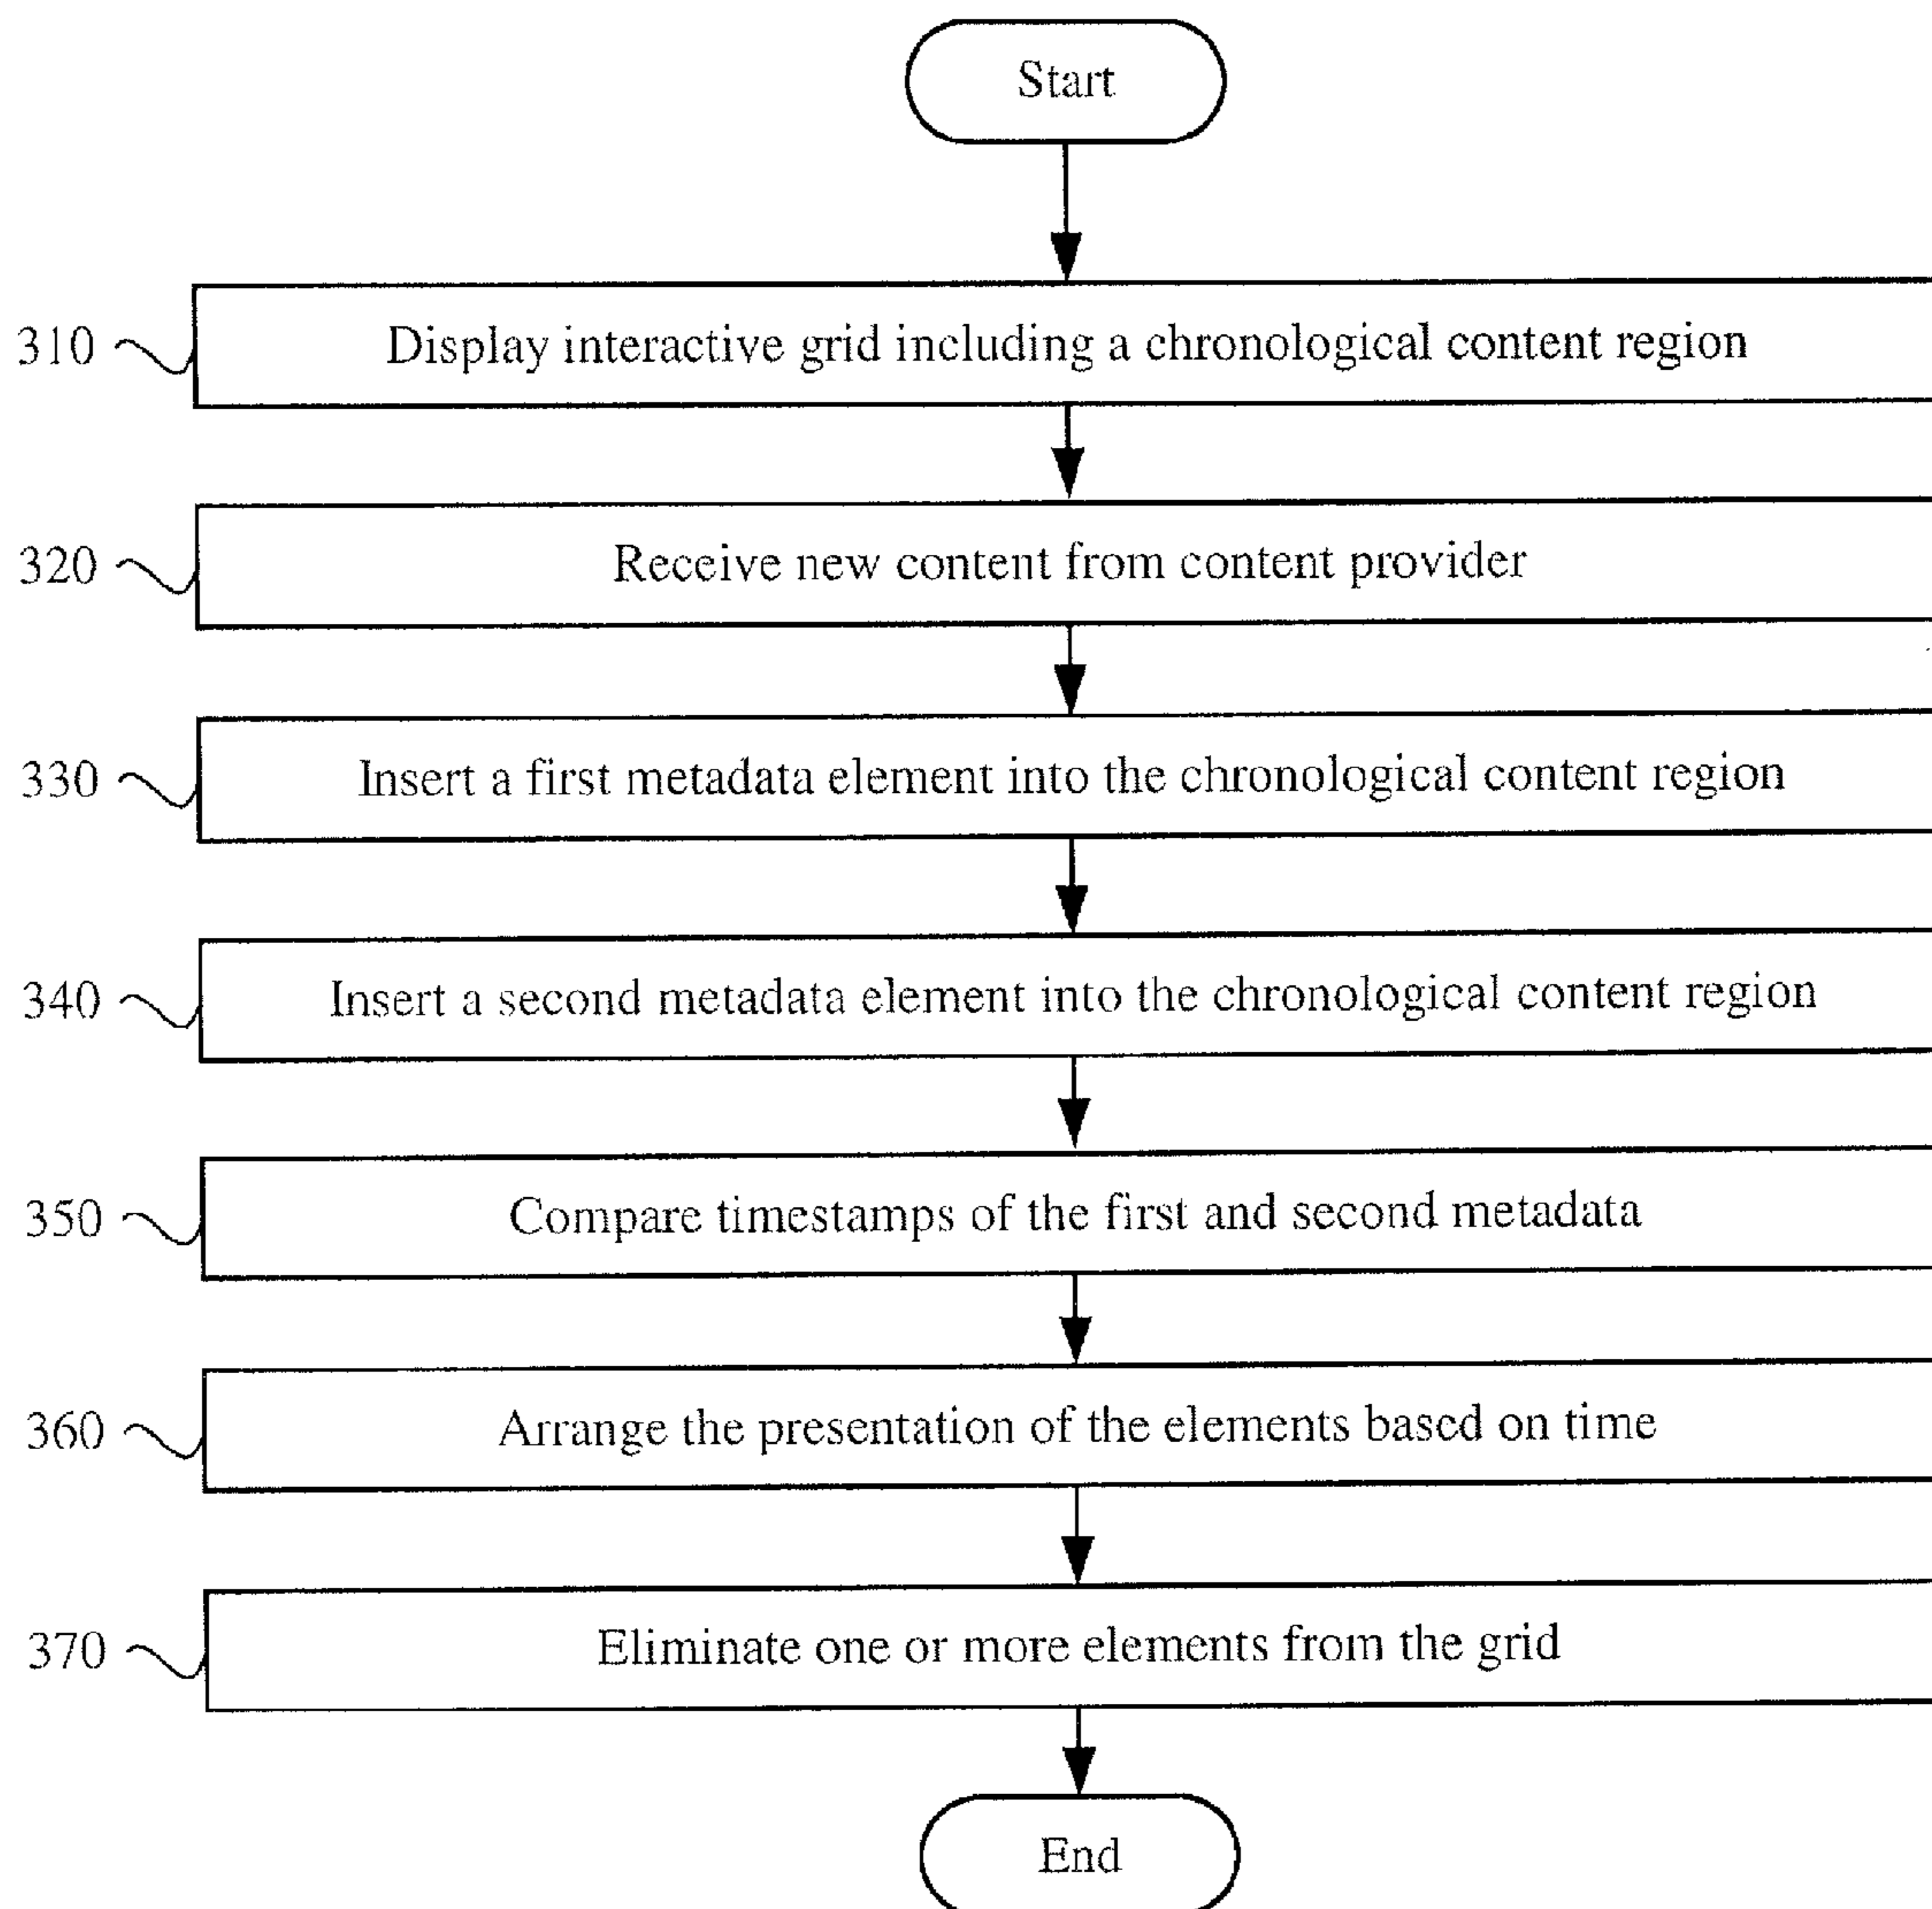 Start
310 Display interactive grid including a chronological content region
320 Receive new content from content provider
330 Insert a first metadata element into the chronological content region
340 Insert a second metadata element into the chronological content region
350 Compare timestamps of the first and second metadata
360 Arrange the presentation of the elements based on time
370 Eliminate one or more elements from the grid
End